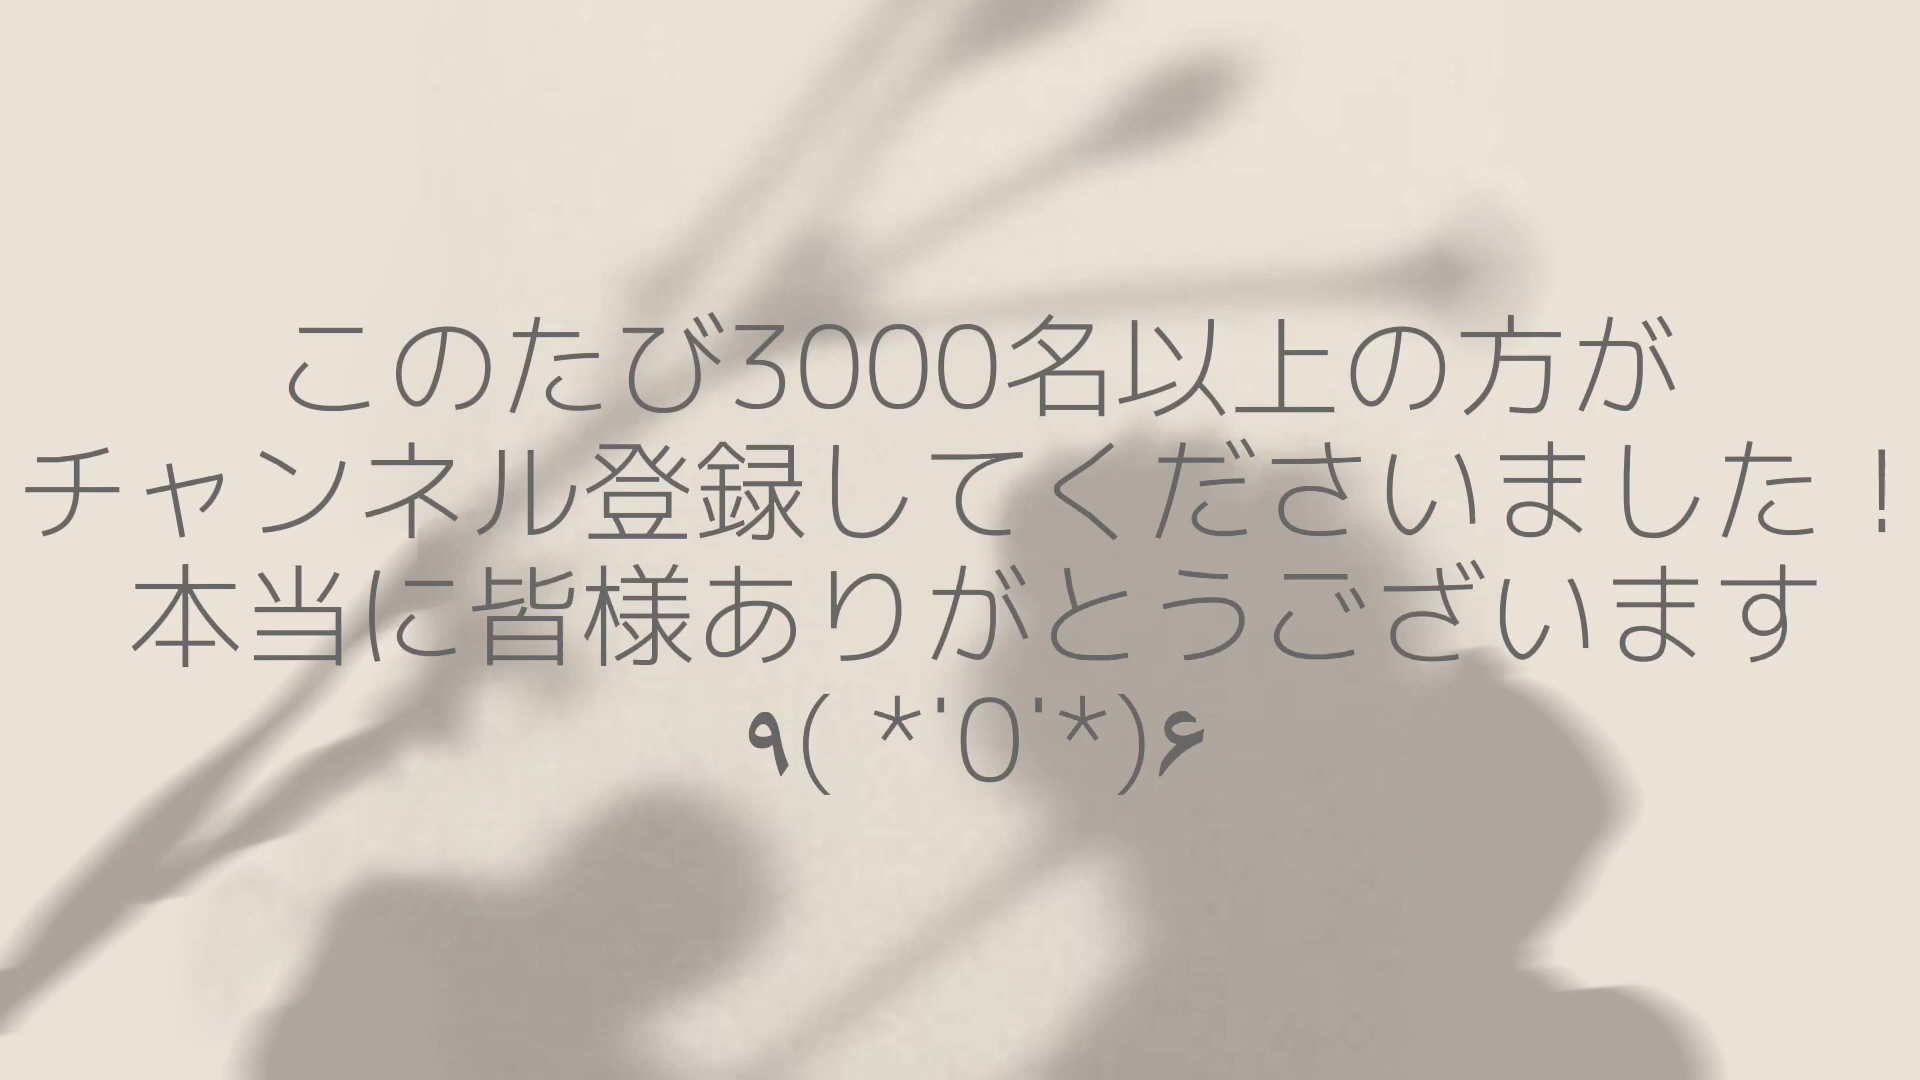 このたび3000名以上の方が
チャンネル登録してくださいました！
本当に皆様ありがとうございます
٩( *'0'*)۶